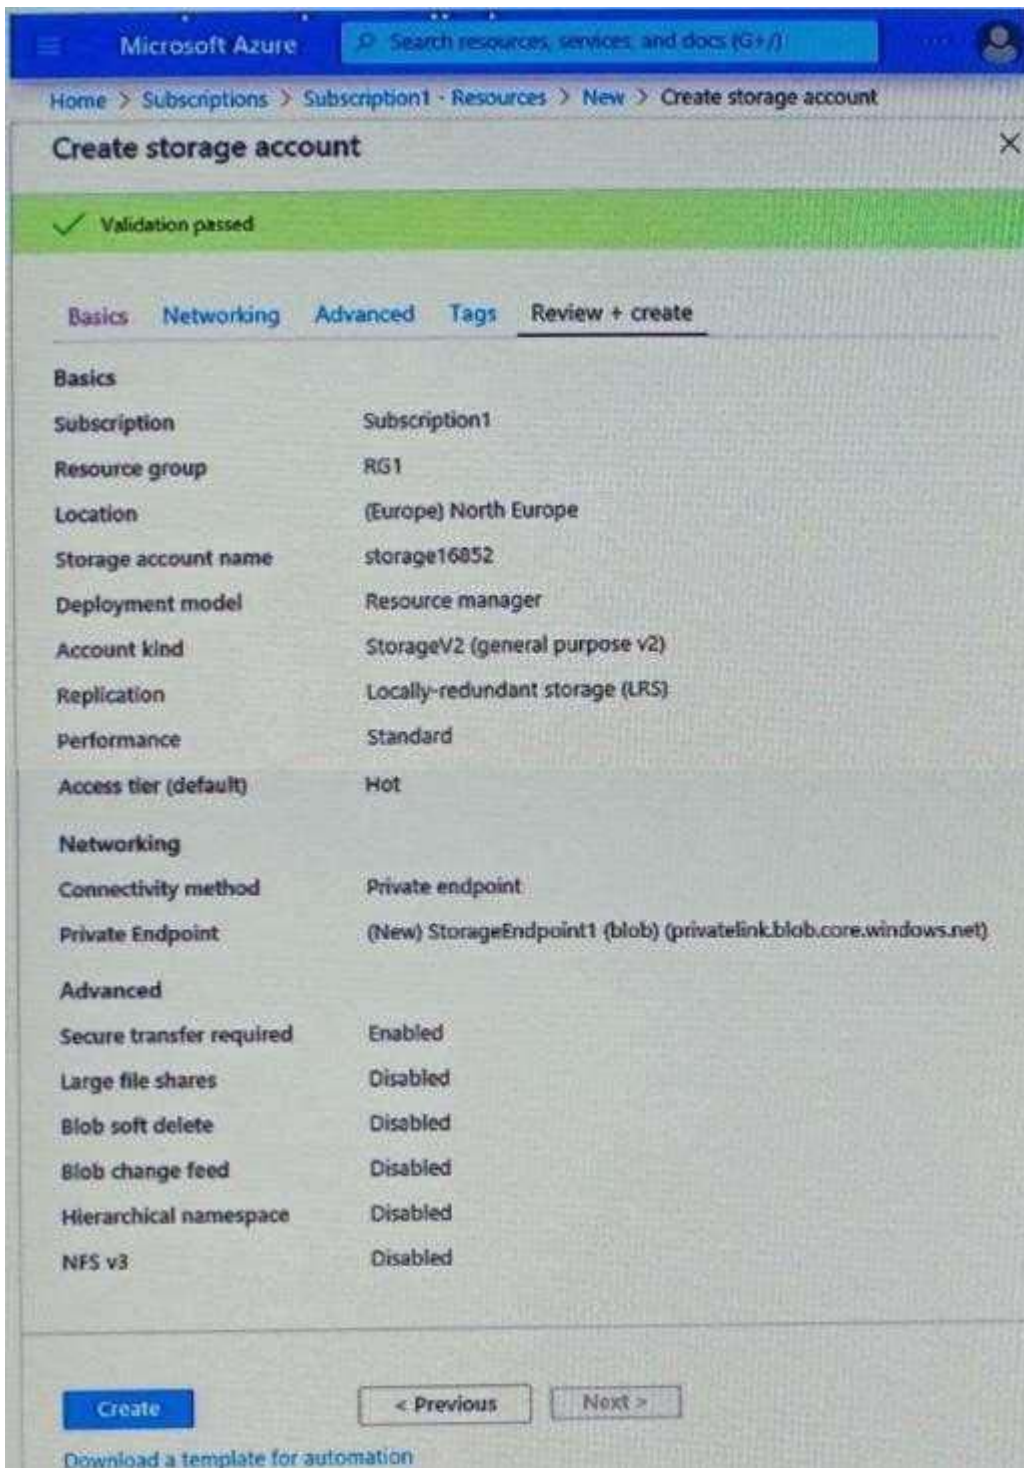 Microsoft Azure
Search resources, services, and docs (G+/)
Home > Subscriptions > Subscription1 - Resources > New > Create storage account
Create storage account
Validation passed
Basics Networking Advanced Tags Review + create
Basics
Subscription Subscription1
Resource group RG1
Location (Europe) North Europe
Storage account name storage16852
Deployment model Resource manager
Account kind StorageV2 (general purpose v2)
Replication Locally-redundant storage (LRS)
Performance Standard
Access tier (default) Hot
Networking
Connectivity method Private endpoint
Private Endpoint (New) StorageEndpoint1 (blob) (privatelink.blob.core.windows.net)
Advanced
Secure transfer required Enabled
Large file shares Disabled
Blob soft delete Disabled
Blob change feed Disabled
Hierarchical namespace Disabled
NFS v3 Disabled
Create < Previous Next >
Download a template for automation